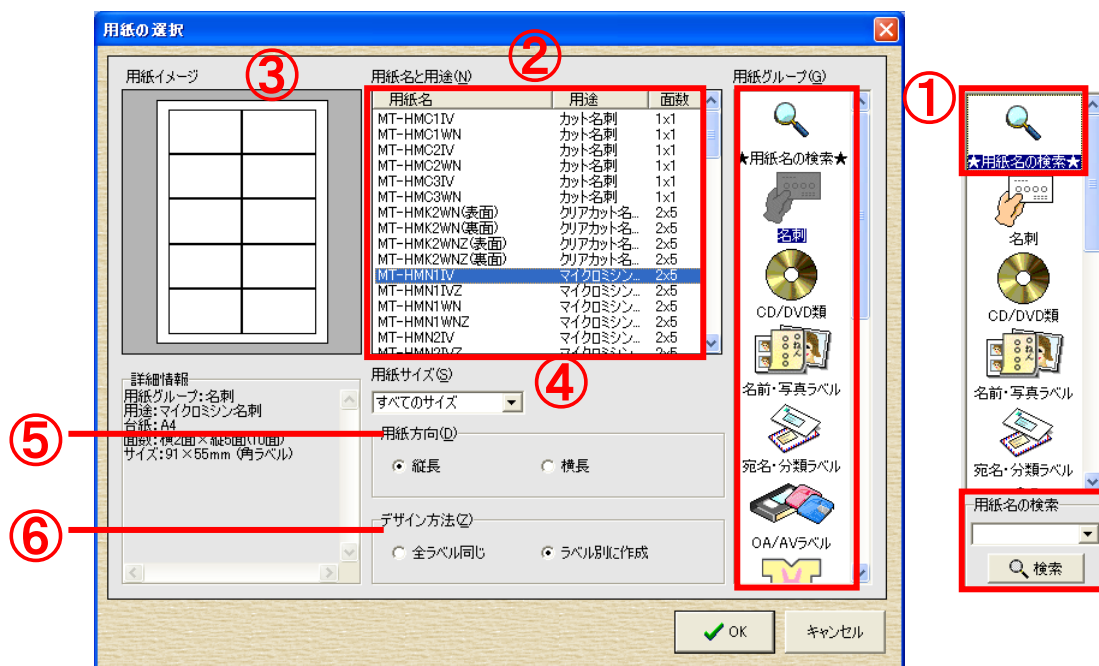 用紙の選択
用紙イメージ
③
用紙名と用途(N)
②
用紙名 用途 面数
MT-HMC1IV カット名刺 1x1
MT-HMC1WN カット名刺 1x1
MT-HMC2IV カット名刺 1x1
MT-HMC2WN カット名刺 1x1
MT-HMC3IV カット名刺 1x1
MT-HMC3WN カット名刺 1x1
MT-HMK2WN(表面) クリアカット名... 2x5
MT-HMK2WN(裏面) クリアカット名... 2x5
MT-HMK2WNZ(表面) クリアカット名... 2x5
MT-HMK2WNZ(裏面) クリアカット名... 2x5
MT-HMN1IV マイクロミシン... 2x5
MT-HMN1IVZ マイクロミシン... 2x5
MT-HMN1WN マイクロミシン... 2x5
MT-HMN1WNZ マイクロミシン... 2x5
MT-HMN2IV マイクロミシン... 2x5
MT-HMN2IVZ マイクロミシン... 2x5
用紙グループ(G)
★用紙名の検索★
名刺
CD/DVD類
名前・写真ラベル
宛名・分類ラベル
OA/AVラベル
詳細情報
用紙グループ:名刺
用途:マイクロミシン名刺
台紙:A4
面数:横2面×縦5面(10面)
サイズ:91×55mm (角ラベル)
用紙サイズ(S)
④
すべてのサイズ
⑤
用紙方向(D)
縦長
横長
⑥
デザイン方法(Z)
全ラベル同じ
ラベル別に作成
OK
キャンセル
①
★用紙名の検索★
名刺
CD/DVD類
名前・写真ラベル
宛名・分類ラベル
用紙名の検索
検索